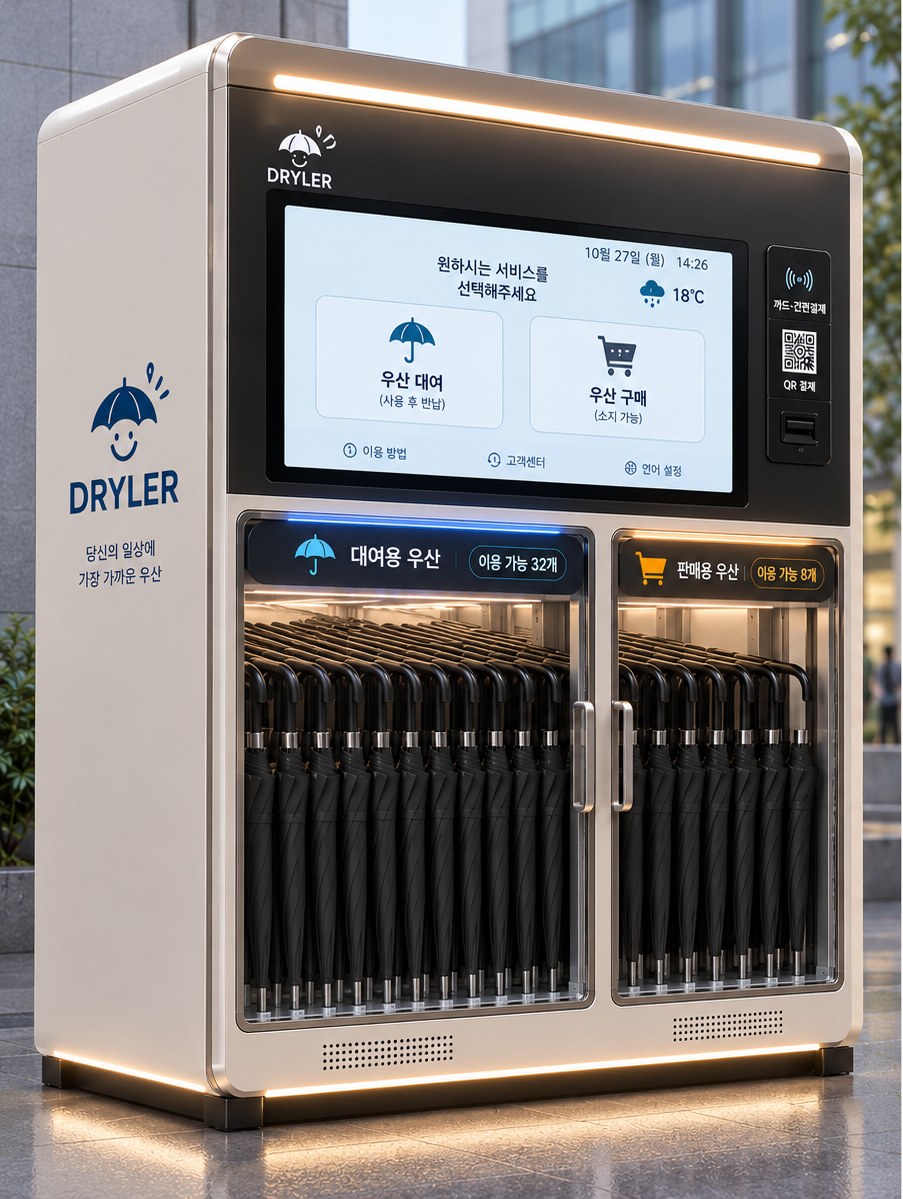 DRYLER
10월 27일 (월) 14:26
원하시는 서비스를
선택해주세요
18°C
우산 대여
(사용 후 반납)
우산 구매
(소지 가능)
이용 방법
고객센터
언어 설정
카드·간편결제
QR 결제
DRYLER
당신의 일상에
가장 가까운 우산
대여용 우산
이용 가능 32개
판매용 우산
이용 가능 8개